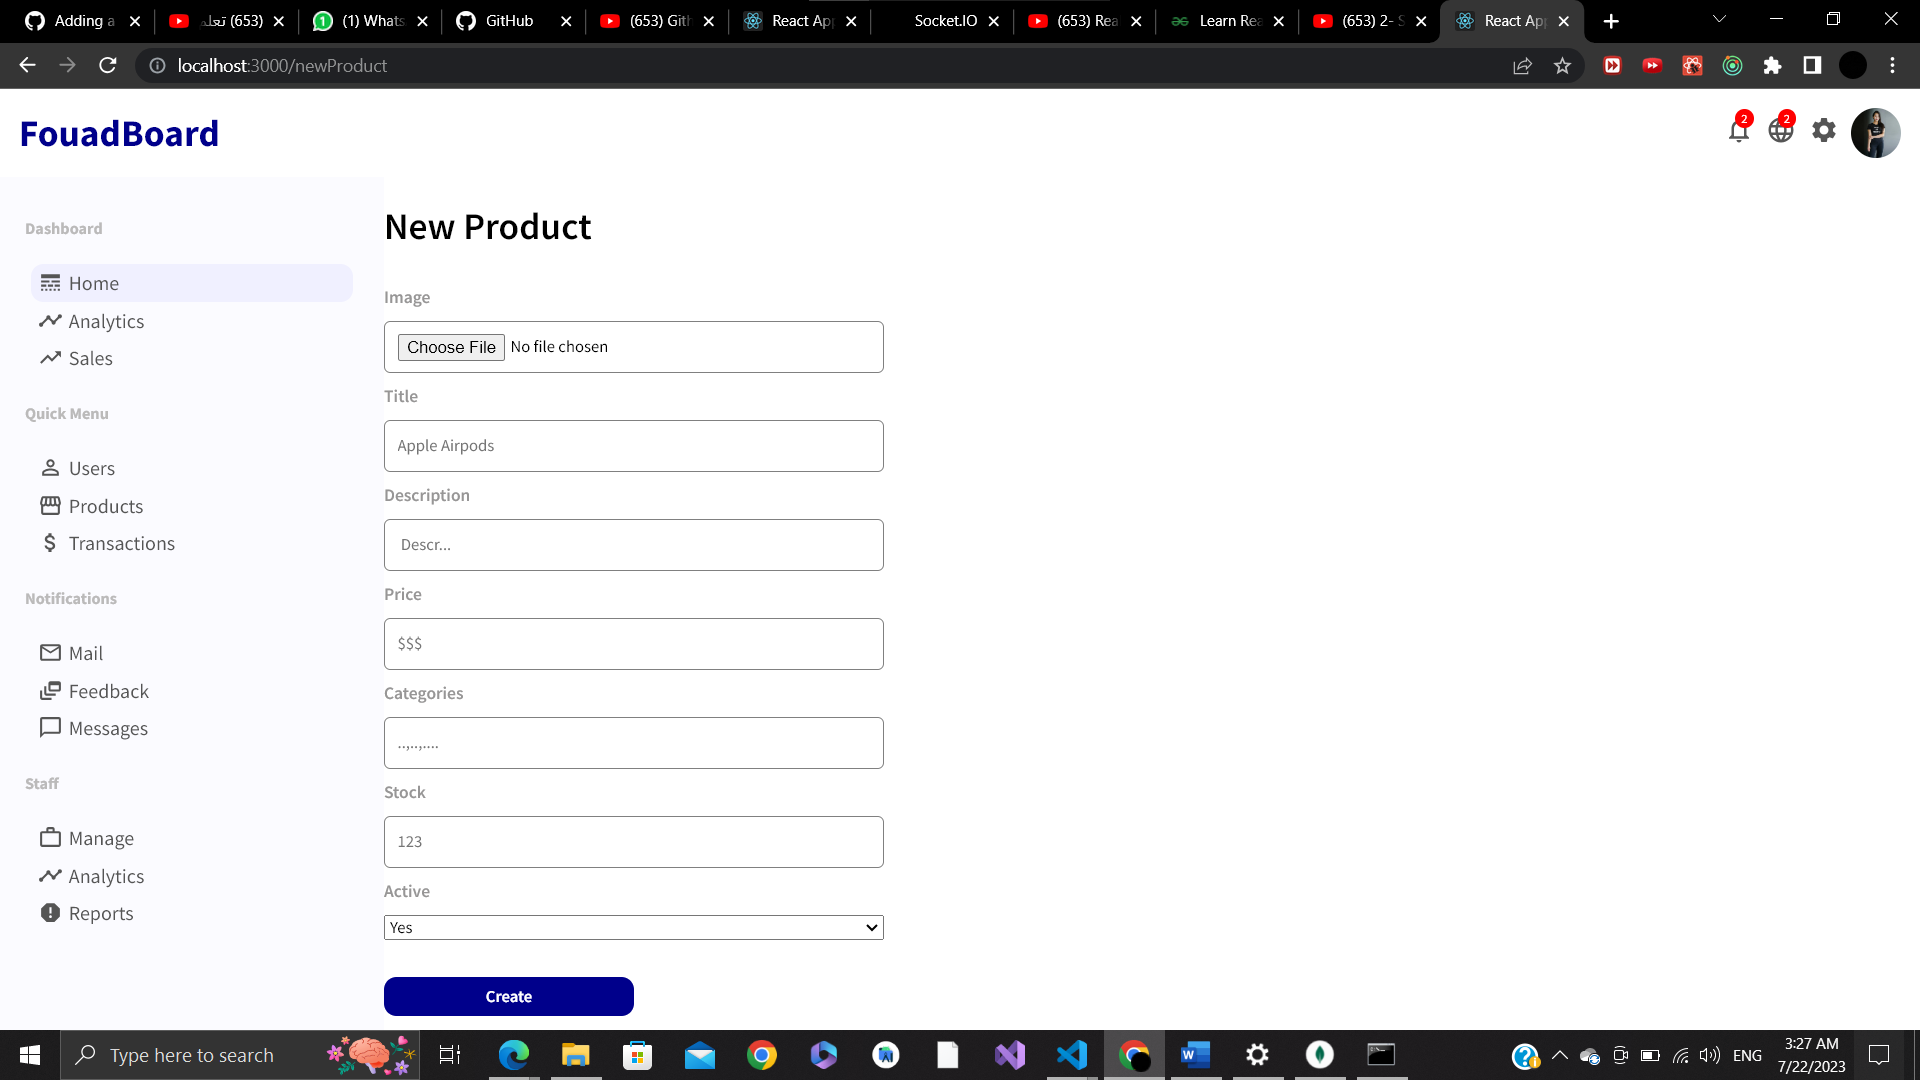 Adding a
(653) تعلم
(1) Whats
GitHub
(653) Gith
React App
Socket.IO
(653) Rea
Learn Rea
(653) 2- S
React App
localhost:3000/newProduct
FouadBoard
2
2
Dashboard
Home
Analytics
Sales
Quick Menu
Users
Products
Transactions
Notifications
Mail
Feedback
Messages
Staff
Manage
Analytics
Reports
New Product
Image
Choose File No file chosen
Title
Apple Airpods
Description
Descr...
Price
$$$
Categories
..,..,....
Stock
123
Active
Yes
Create
Type here to search
ENG
3:27 AM
7/22/2023